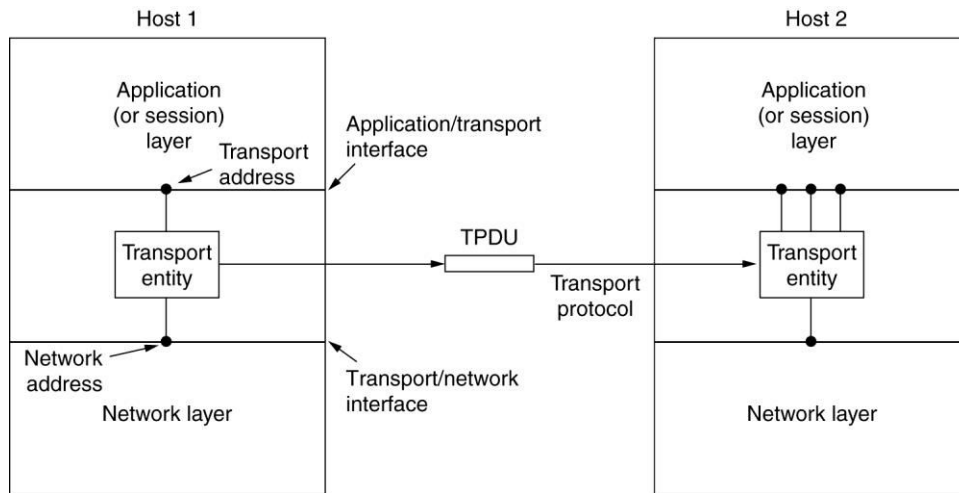 Host 1
Host 2
Application
(or session)
layer
Application/transport
interface
Application
(or session)
layer
Transport
address
TPDU
Transport
entity
Transport
protocol
Transport
entity
Network
address
Transport/network
interface
Network layer
Network layer